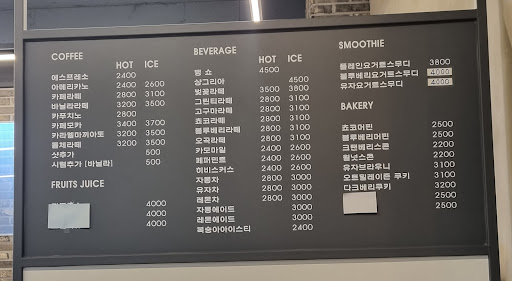 COFFEE HOT ICE
에스프레소 2400
아메리카노 2400 2600
카페라떼 2800 3100
바닐라라떼 3200 3500
카푸치노 2800
카페모카 3400 3700
카라멜마끼아또 3200 3500
돌체라떼 3200 3500
샷추가 500
시럽추가 [바닐라] 500
FRUITS JUICE
4000
4000
4000
BEVERAGE HOT ICE
뱅 쇼 4500
샹그리아 4500
벚꽃라떼 3500 3800
그린티라떼 2800 3100
고구마라떼 2800 3100
쵸코라떼 2800 3100
블루베리라떼 2800 3100
오곡라떼 2800 3100
카모마일 2400 2600
페퍼민트 2400 2600
히비스커스 2400 2600
자몽차 2800 3000
유자차 2800 3000
레몬차 2800 3000
자몽에이드 3000
레몬에이드 3000
복숭아아이스티 2400
SMOOTHIE
플레인요거트스무디 3800
블루베리요거트스무디 4000
유자요거트스무디 4000
BAKERY
쵸코머핀 2500
블루베리머핀 2500
크랜베리스콘 2200
월넛스콘 2200
유자브라우니 3100
오트밀레이즌 쿠키 3200
다크베리쿠키 3200
2500
2500